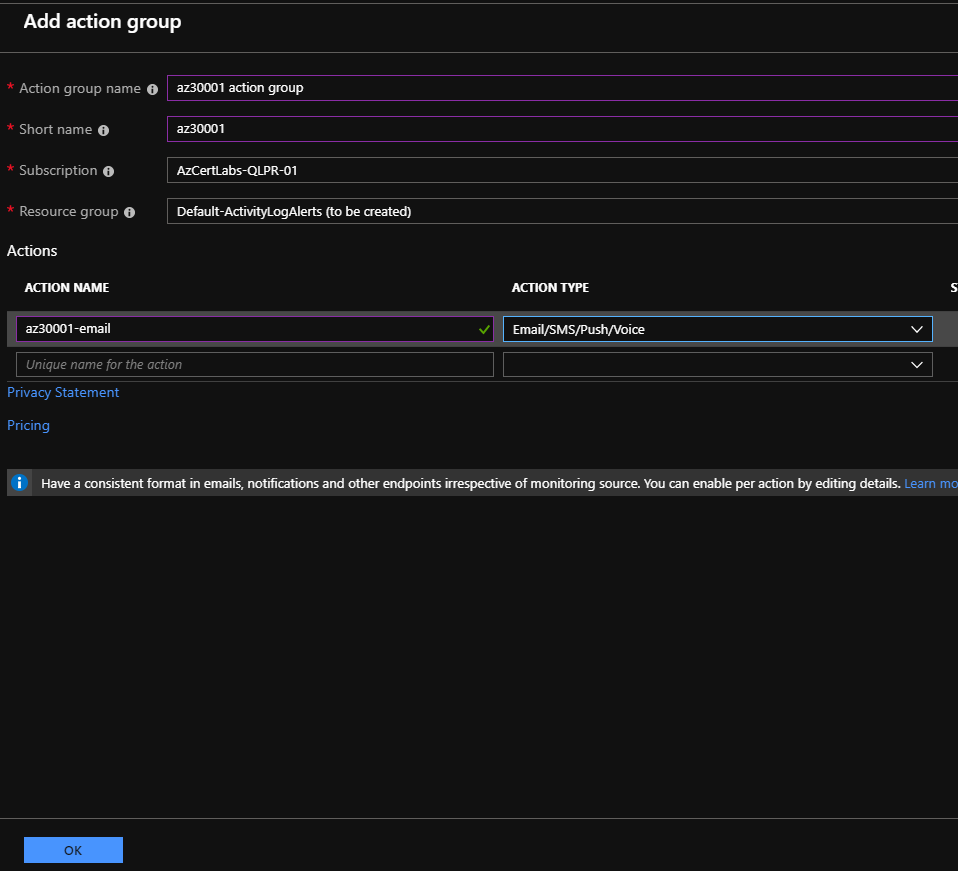 Add action group
* Action group name
az30001 action group
* Short name
az30001
* Subscription
AzCertLabs-QLPR-01
* Resource group
Default-ActivityLogAlerts (to be created)
Actions
ACTION NAME ACTION TYPE S
az30001-email Email/SMS/Push/Voice
Unique name for the action
Privacy Statement
Pricing
Have a consistent format in emails, notifications and other endpoints irrespective of monitoring source. You can enable per action by editing details. Learn mo
OK